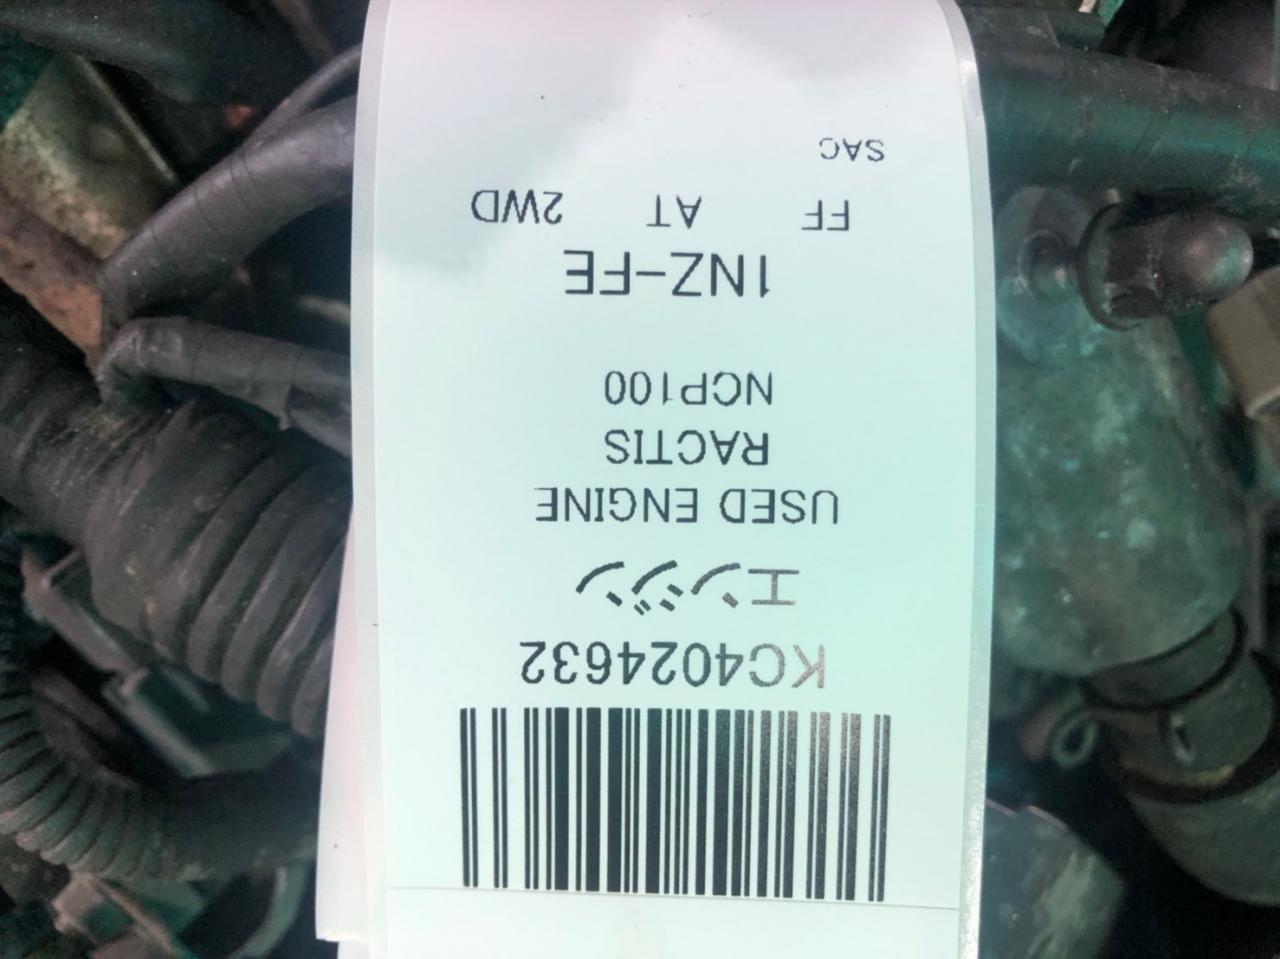 KC4024632
エンジン
USED ENGINE
RACTIS
NCP100
1NZ-FE
FF AT 2WD
SAC